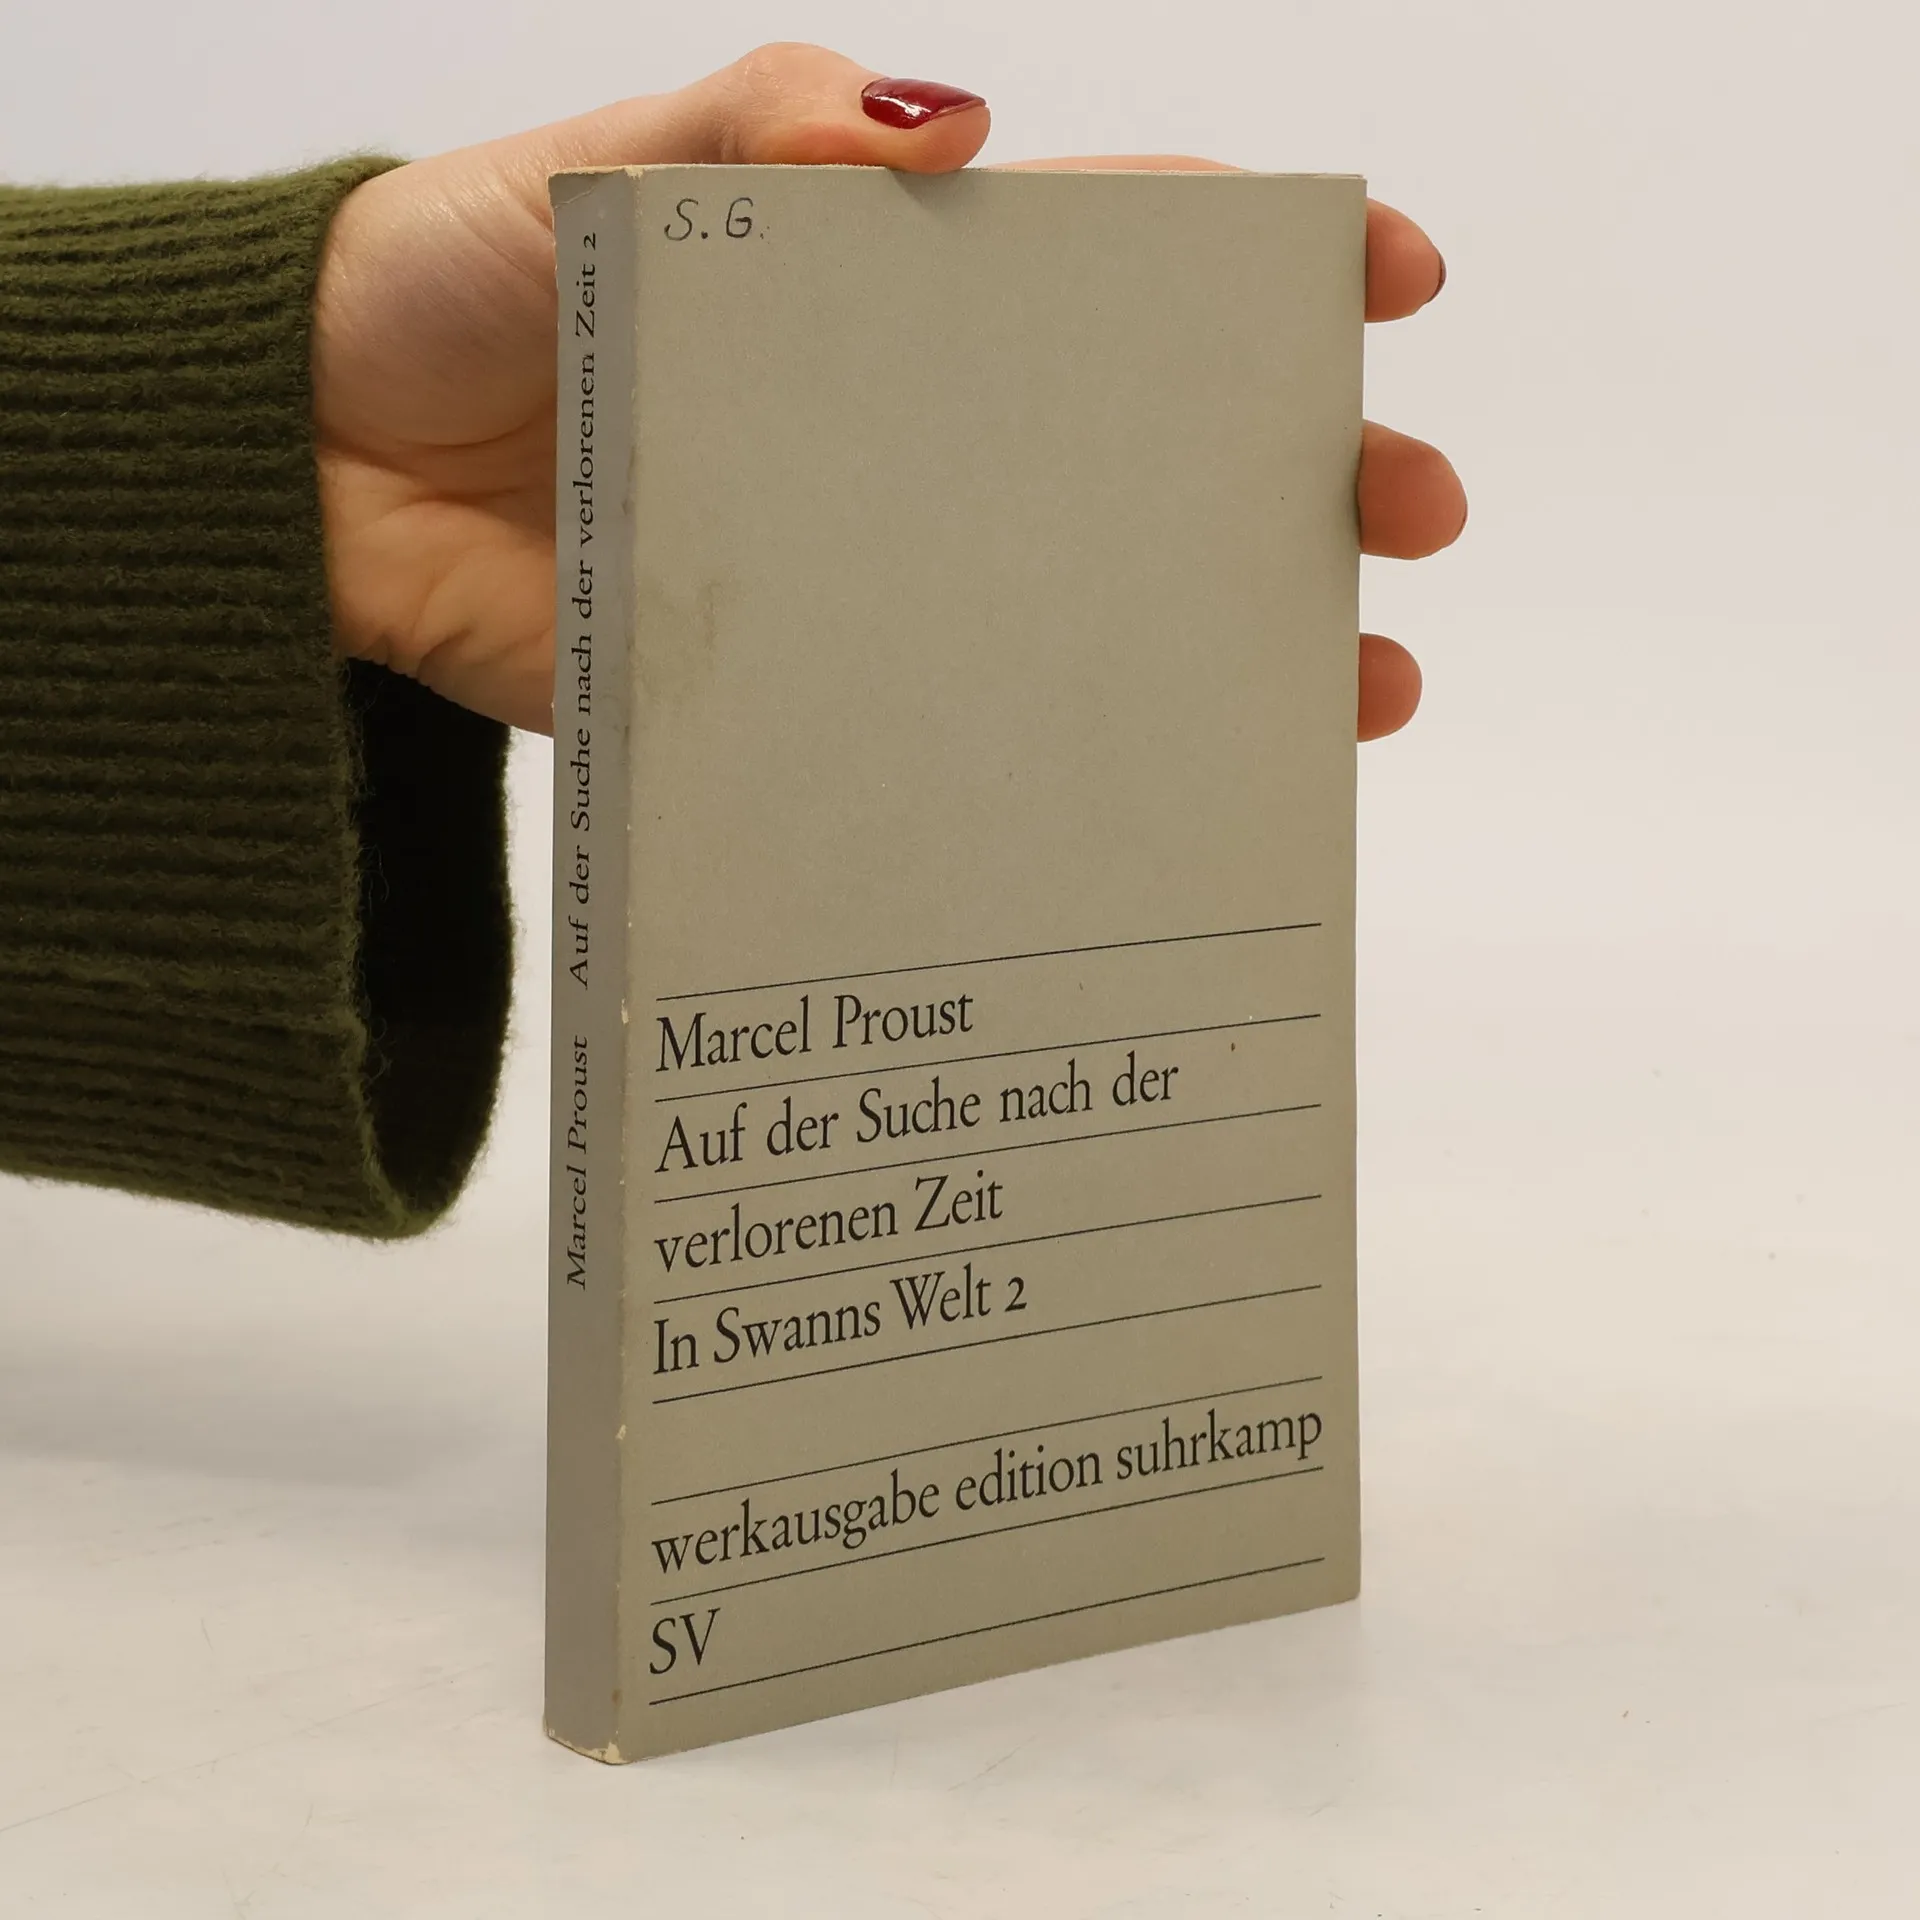 S. G.
Marcel Proust Auf der Suche nach der verlorenen Zeit 2
Marcel Proust
Auf der Suche nach der
verlorenen Zeit
In Swanns Welt 2
werkausgabe edition suhrkamp
SV